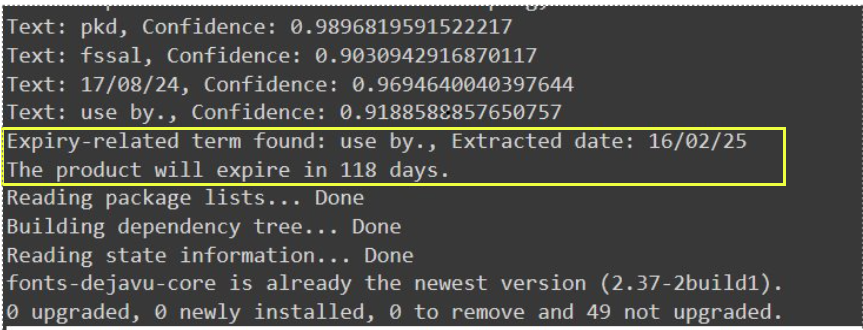 Text: pkd, Confidence: 0.9896819591522217
Text: fssal, Confidence: 0.9030942916870117
Text: 17/08/24, Confidence: 0.9694640040397644
Text: use by., Confidence: 0.9188588857650757
Expiry-related term found: use by., Extracted date: 16/02/25
The product will expire in 118 days.
Reading package lists... Done
Building dependency tree... Done
Reading state information... Done
fonts-dejavu-core is already the newest version (2.37-2build1).
0 upgraded, 0 newly installed, 0 to remove and 49 not upgraded.